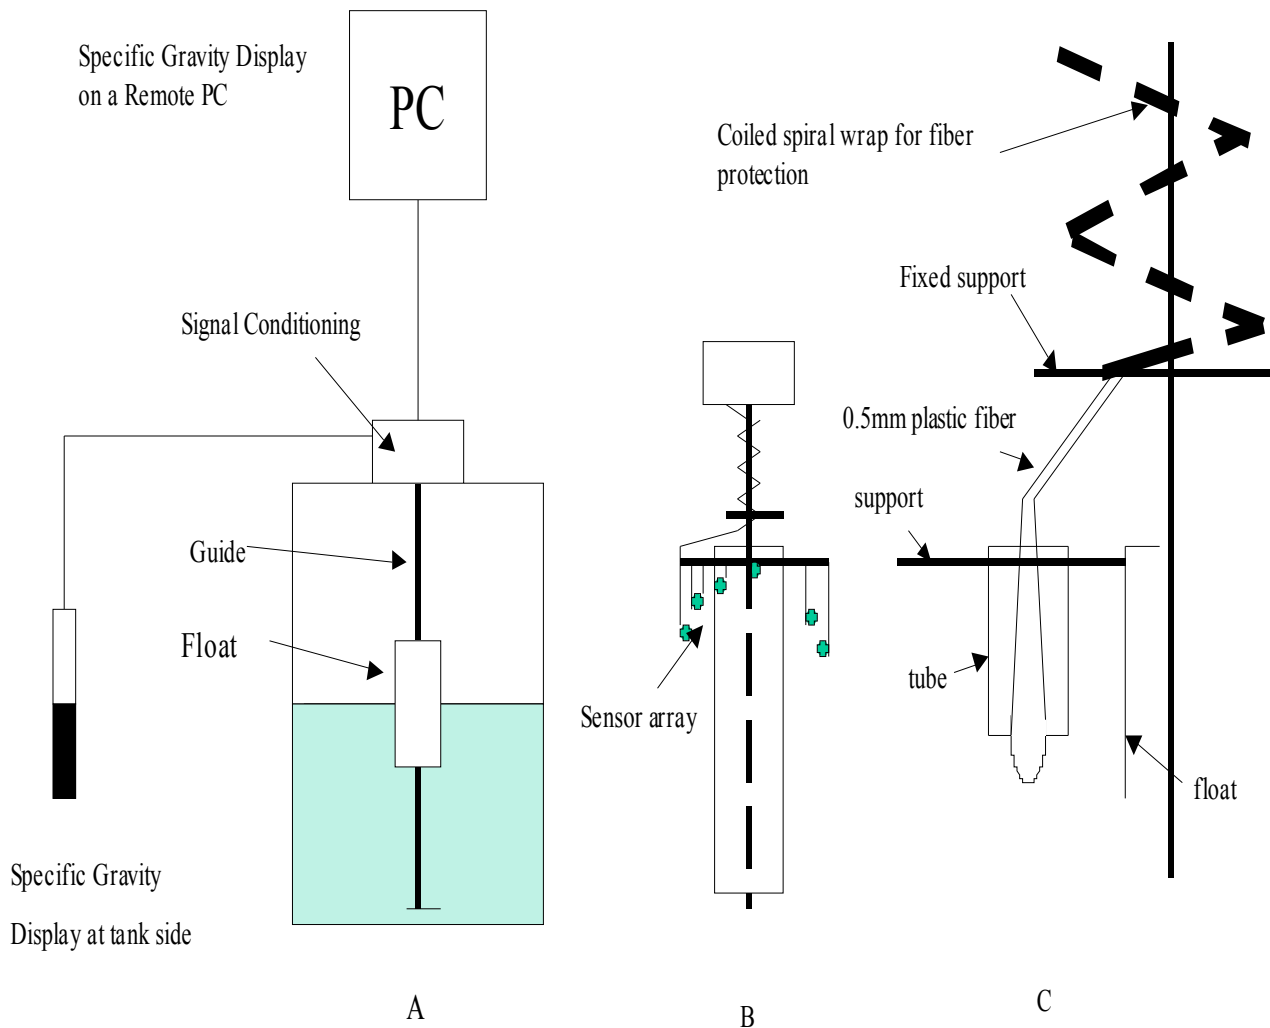 Specific Gravity Display
on a Remote PC
PC
Signal Conditioning
Guide
Float
Specific Gravity
Display at tank side
A
Sensor array
B
Coiled spiral wrap for fiber
protection
Fixed support
0.5mm plastic fiber
support
tube
float
C